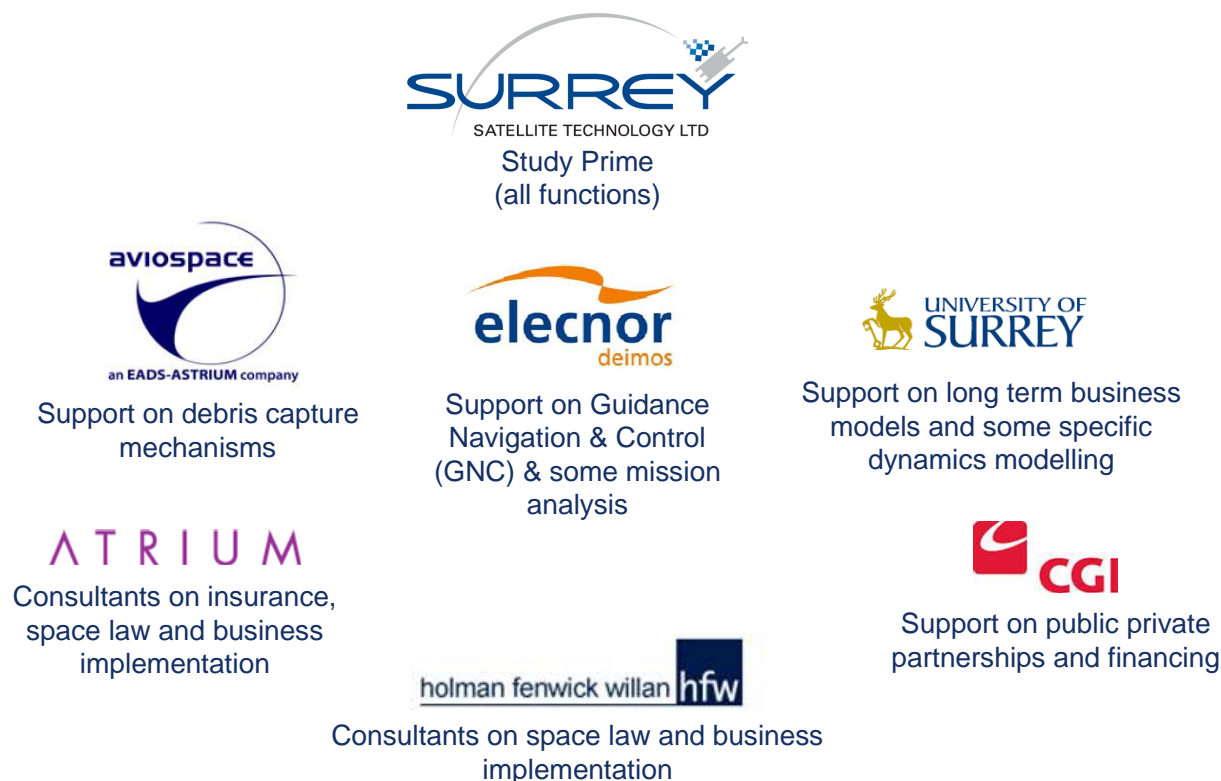 SURREY
SATELLITE TECHNOLOGY LTD
Study Prime
(all functions)
aviospace
an EADS-ASTRIUM company
Support on debris capture
mechanisms
elecnor
deimos
Support on Guidance
Navigation & Control
(GNC) & some mission
analysis
UNIVERSITY OF
SURREY
Support on long term business
models and some specific
dynamics modelling
ATRIUM
Consultants on insurance,
space law and business
implementation
CGI
Support on public private
partnerships and financing
holman fenwick willan hfw
Consultants on space law and business
implementation